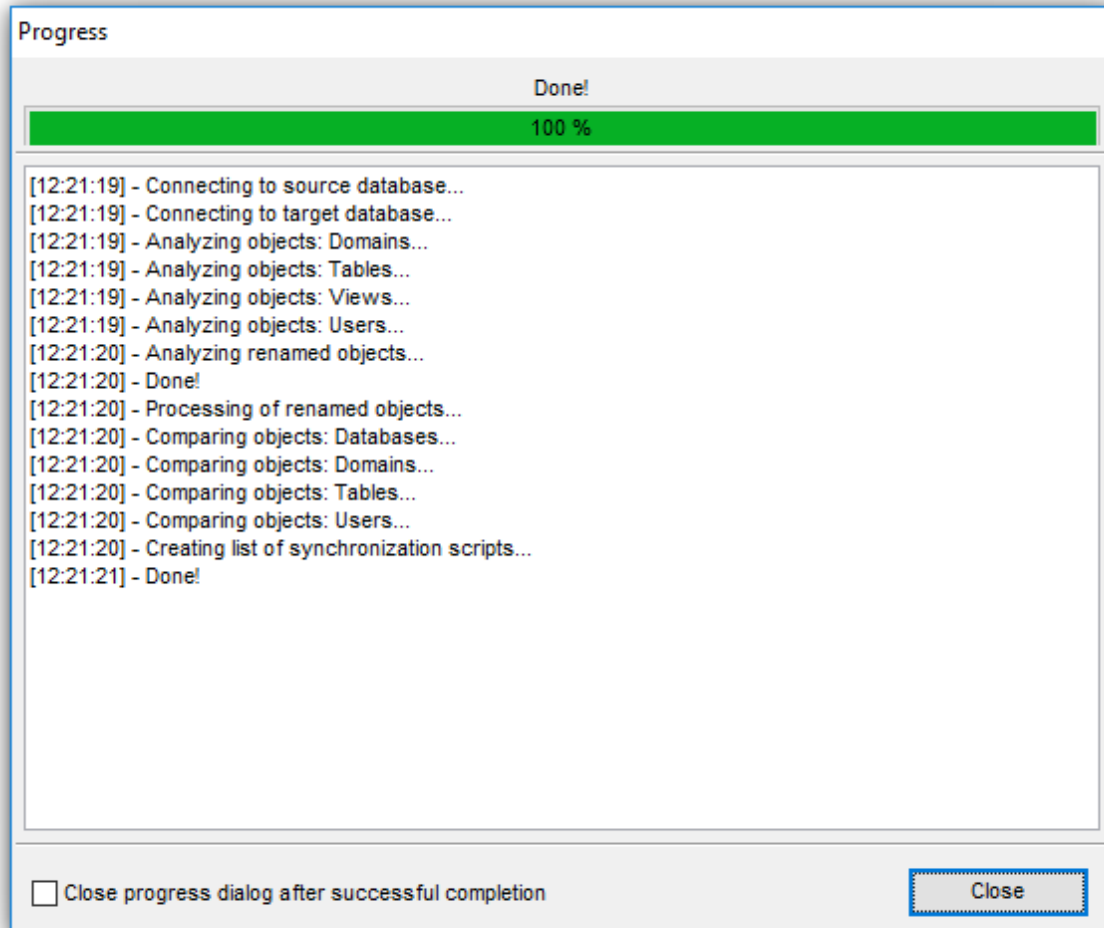 Progress
Done!
100 %
[12:21:19] - Connecting to source database...
[12:21:19] - Connecting to target database...
[12:21:19] - Analyzing objects: Domains...
[12:21:19] - Analyzing objects: Tables...
[12:21:19] - Analyzing objects: Views...
[12:21:19] - Analyzing objects: Users...
[12:21:20] - Analyzing renamed objects...
[12:21:20] - Done!
[12:21:20] - Processing of renamed objects...
[12:21:20] - Comparing objects: Databases...
[12:21:20] - Comparing objects: Domains...
[12:21:20] - Comparing objects: Tables...
[12:21:20] - Comparing objects: Users...
[12:21:20] - Creating list of synchronization scripts...
[12:21:21] - Done!
Close progress dialog after successful completion
Close